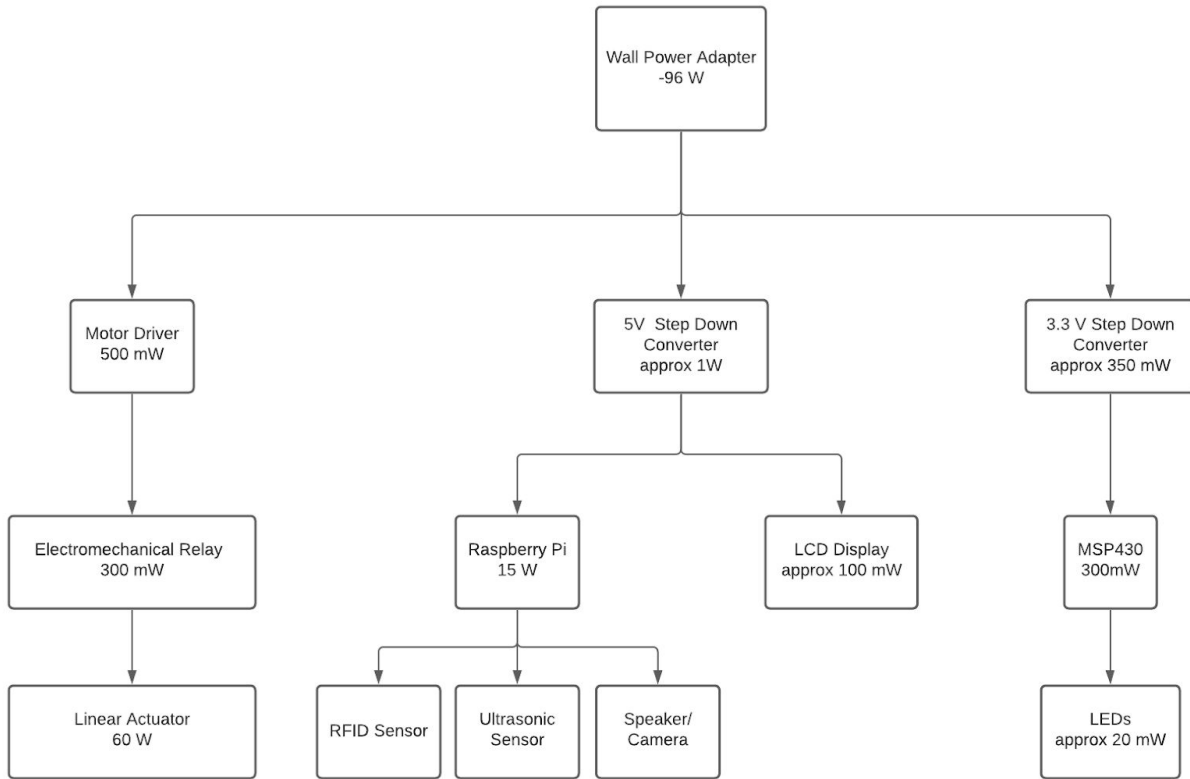 Wall Power Adapter
-96 W
Motor Driver
500 mW
5V  Step Down
Converter
approx 1W
3.3 V Step Down
Converter
approx 350 mW
Electromechanical Relay
300 mW
Raspberry Pi
15 W
LCD Display
approx 100 mW
MSP430
300mW
Linear Actuator
60 W
RFID Sensor
Ultrasonic
Sensor
Speaker/
Camera
LEDs
approx 20 mW